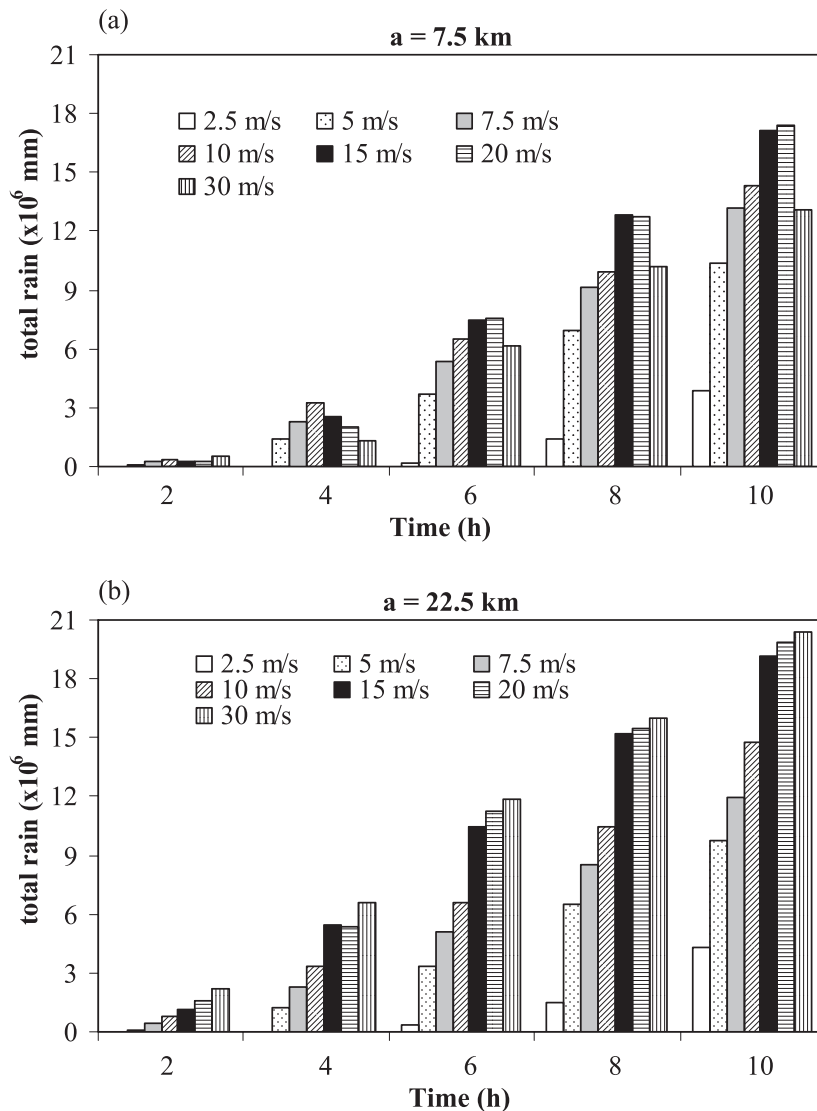 (a)
a = 7.5 km
21
18
15
12
9
6
3
0
total rain (x10⁶ mm)
2.5 m/s 5 m/s 7.5 m/s
10 m/s 15 m/s 20 m/s
30 m/s
2 4 6 8 10
Time (h)
(b)
a = 22.5 km
21
18
15
12
9
6
3
0
total rain (x10⁶ mm)
2.5 m/s 5 m/s 7.5 m/s
10 m/s 15 m/s 20 m/s
30 m/s
2 4 6 8 10
Time (h)